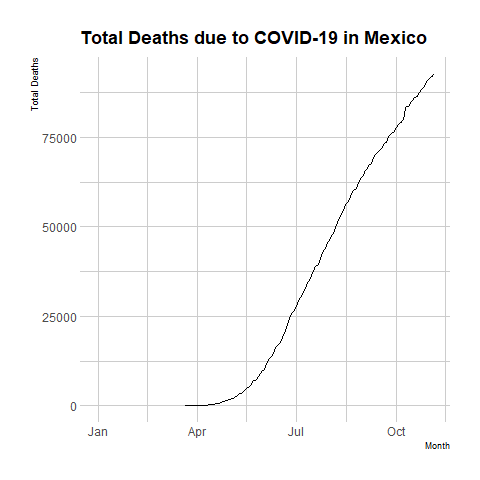 Total Deaths due to COVID-19 in Mexico
Total Deaths
75000
50000
25000
0
Jan Apr Jul Oct
Month